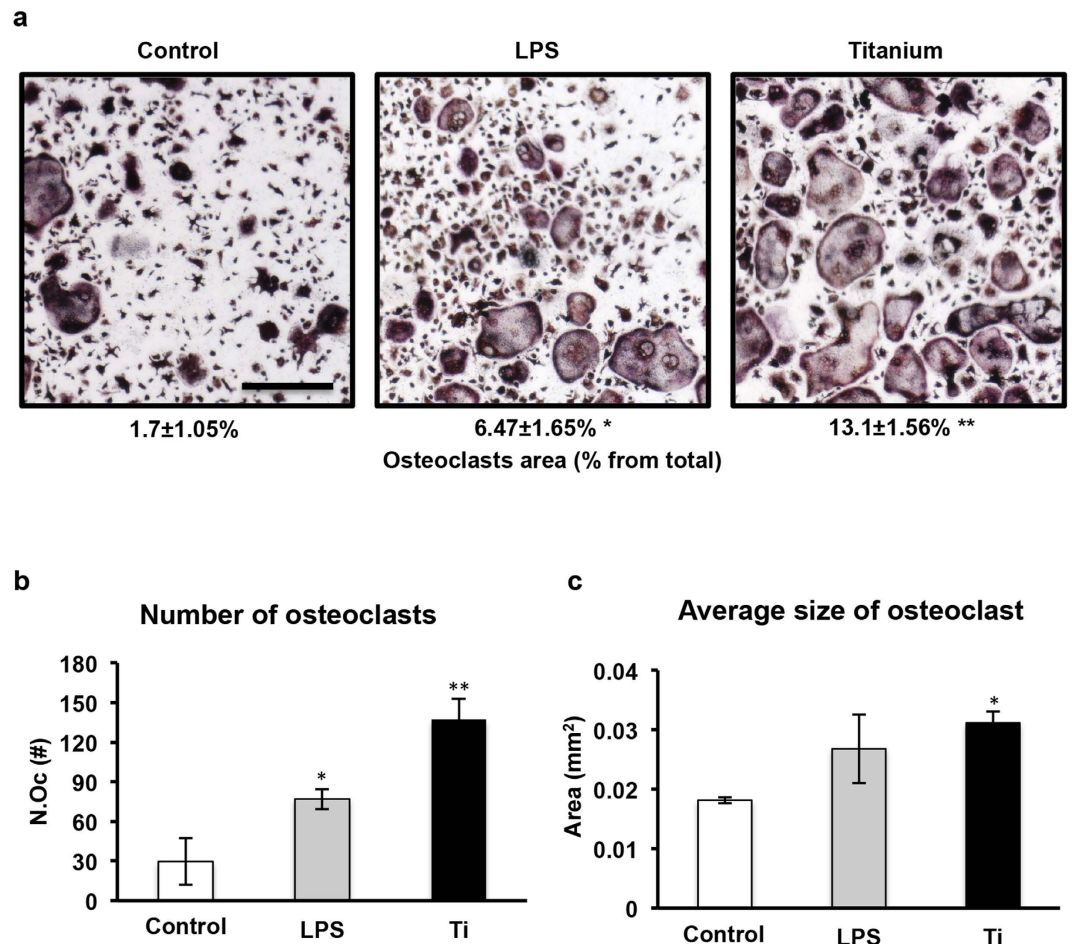 a
Control LPS Titanium
1.7±1.05% 6.47±1.65% * 13.1±1.56% **
Osteoclasts area (% from total)
b
Number of osteoclasts
N.Oc (#)
180
150
120
90
60
30
0
*
**
Control LPS Ti
c
Average size of osteoclast
Area (mm²)
0.04
0.03
0.02
0.01
0
*
Control LPS Ti